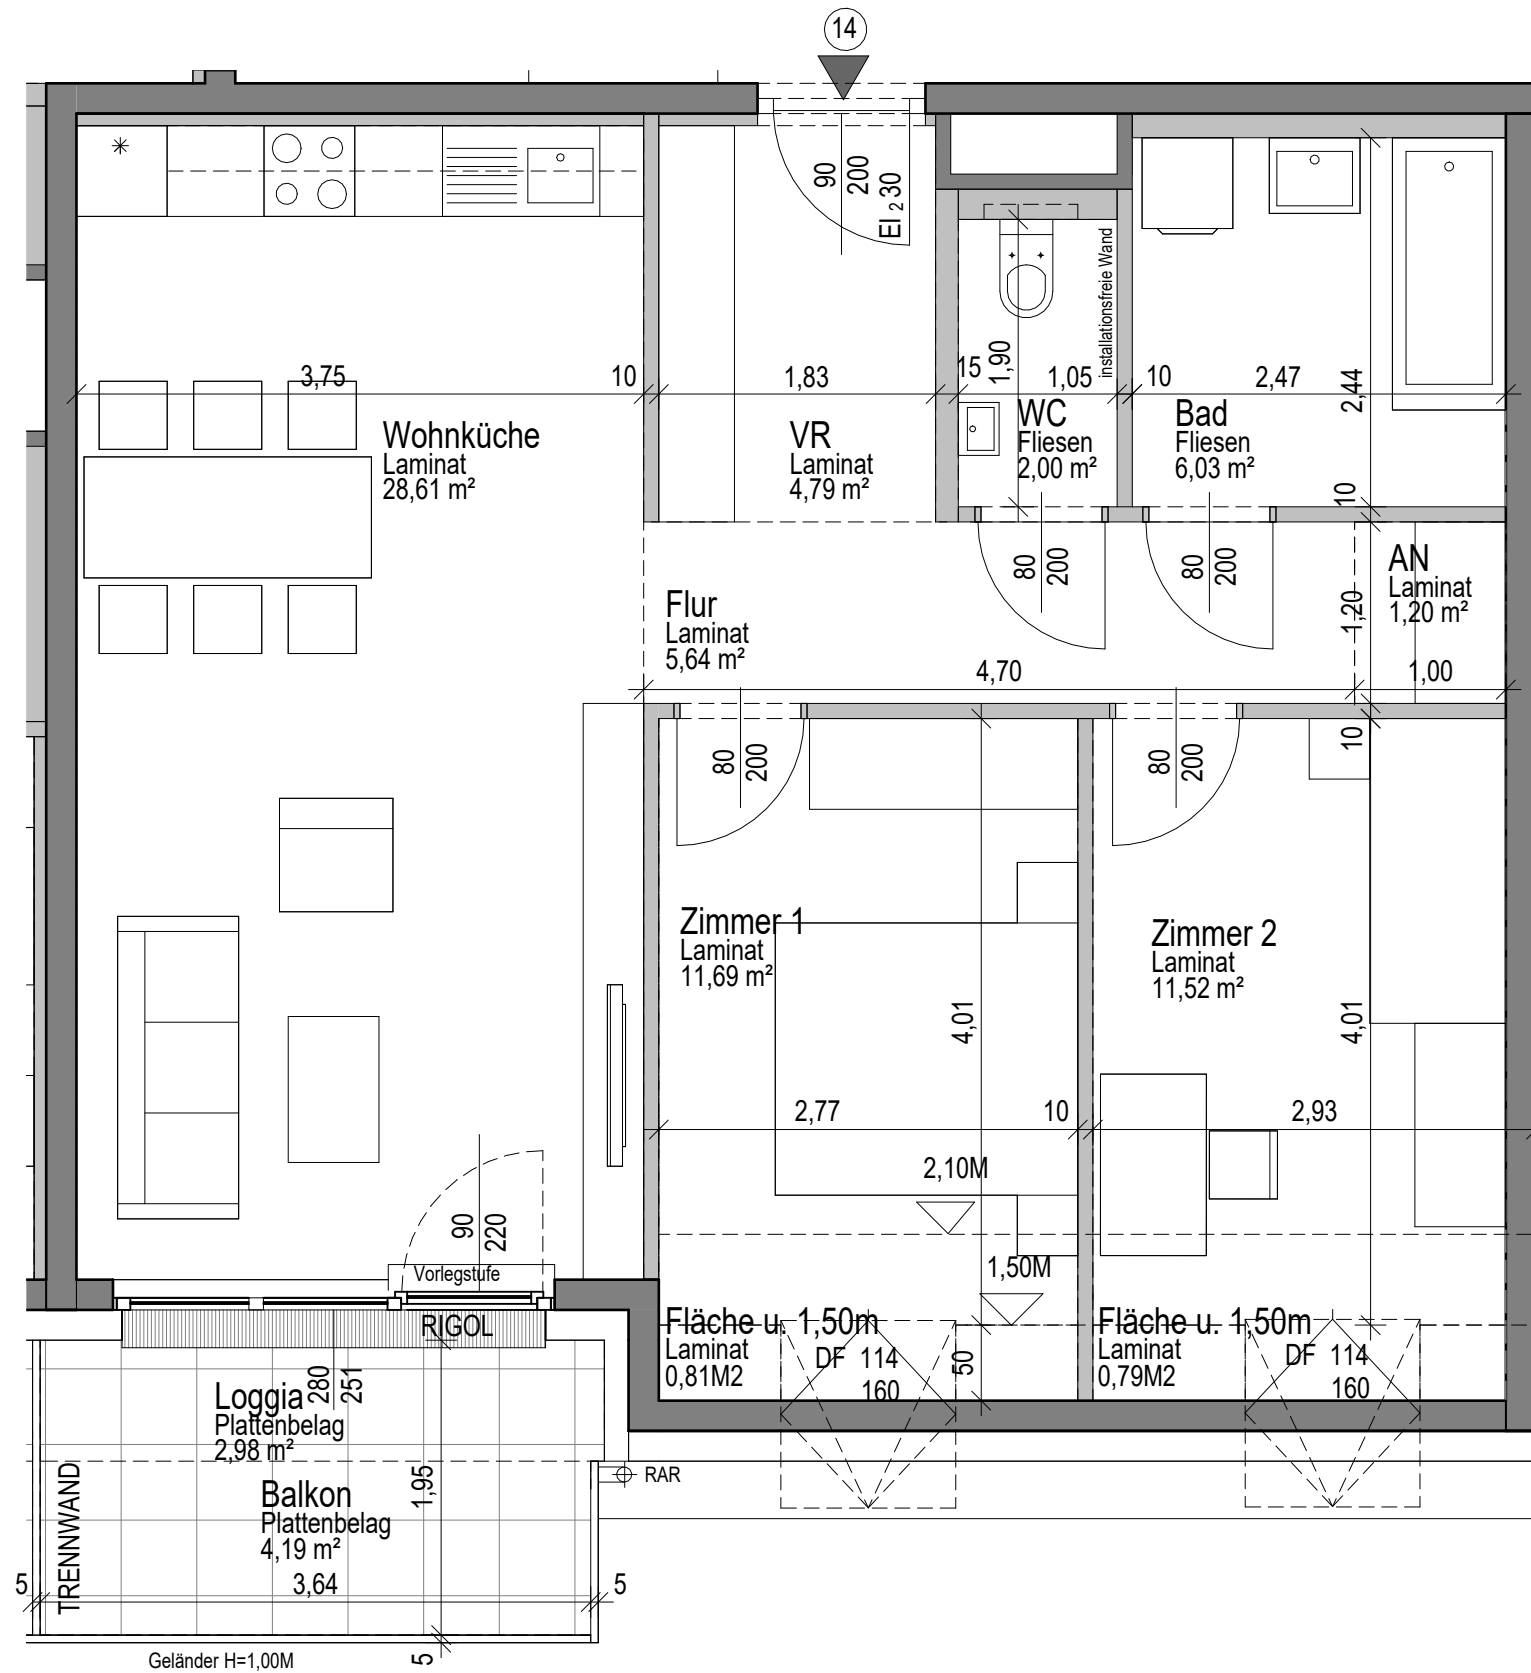 14
90
200
EI 2 30
installationsfreie Wand
3,75
10
1,83
15
1,90
1,05
10
2,47
2,44
Wohnküche
Laminat
28,61 m²
VR
Laminat
4,79 m²
WC
Fliesen
2,00 m²
Bad
Fliesen
6,03 m²
10
80
200
80
200
AN
Laminat
1,20 m²
1,20
Flur
Laminat
5,64 m²
4,70
1,00
80
200
80
200
10
Zimmer 1
Laminat
11,69 m²
Zimmer 2
Laminat
11,52 m²
4,01
4,01
2,77
10
2,93
2,10M
90
220
Vorlegstufe
1,50M
RIGOL
Fläche u. 1,50m
Laminat
0,81M2
DF 114
160
50
Fläche u. 1,50m
Laminat
0,79M2
DF 114
160
280
251
Loggia
Plattenbelag
2,98 m²
TRENNWAND
1,95
RAR
Balkon
Plattenbelag
4,19 m²
5
3,64
5
5
Geländer H=1,00M